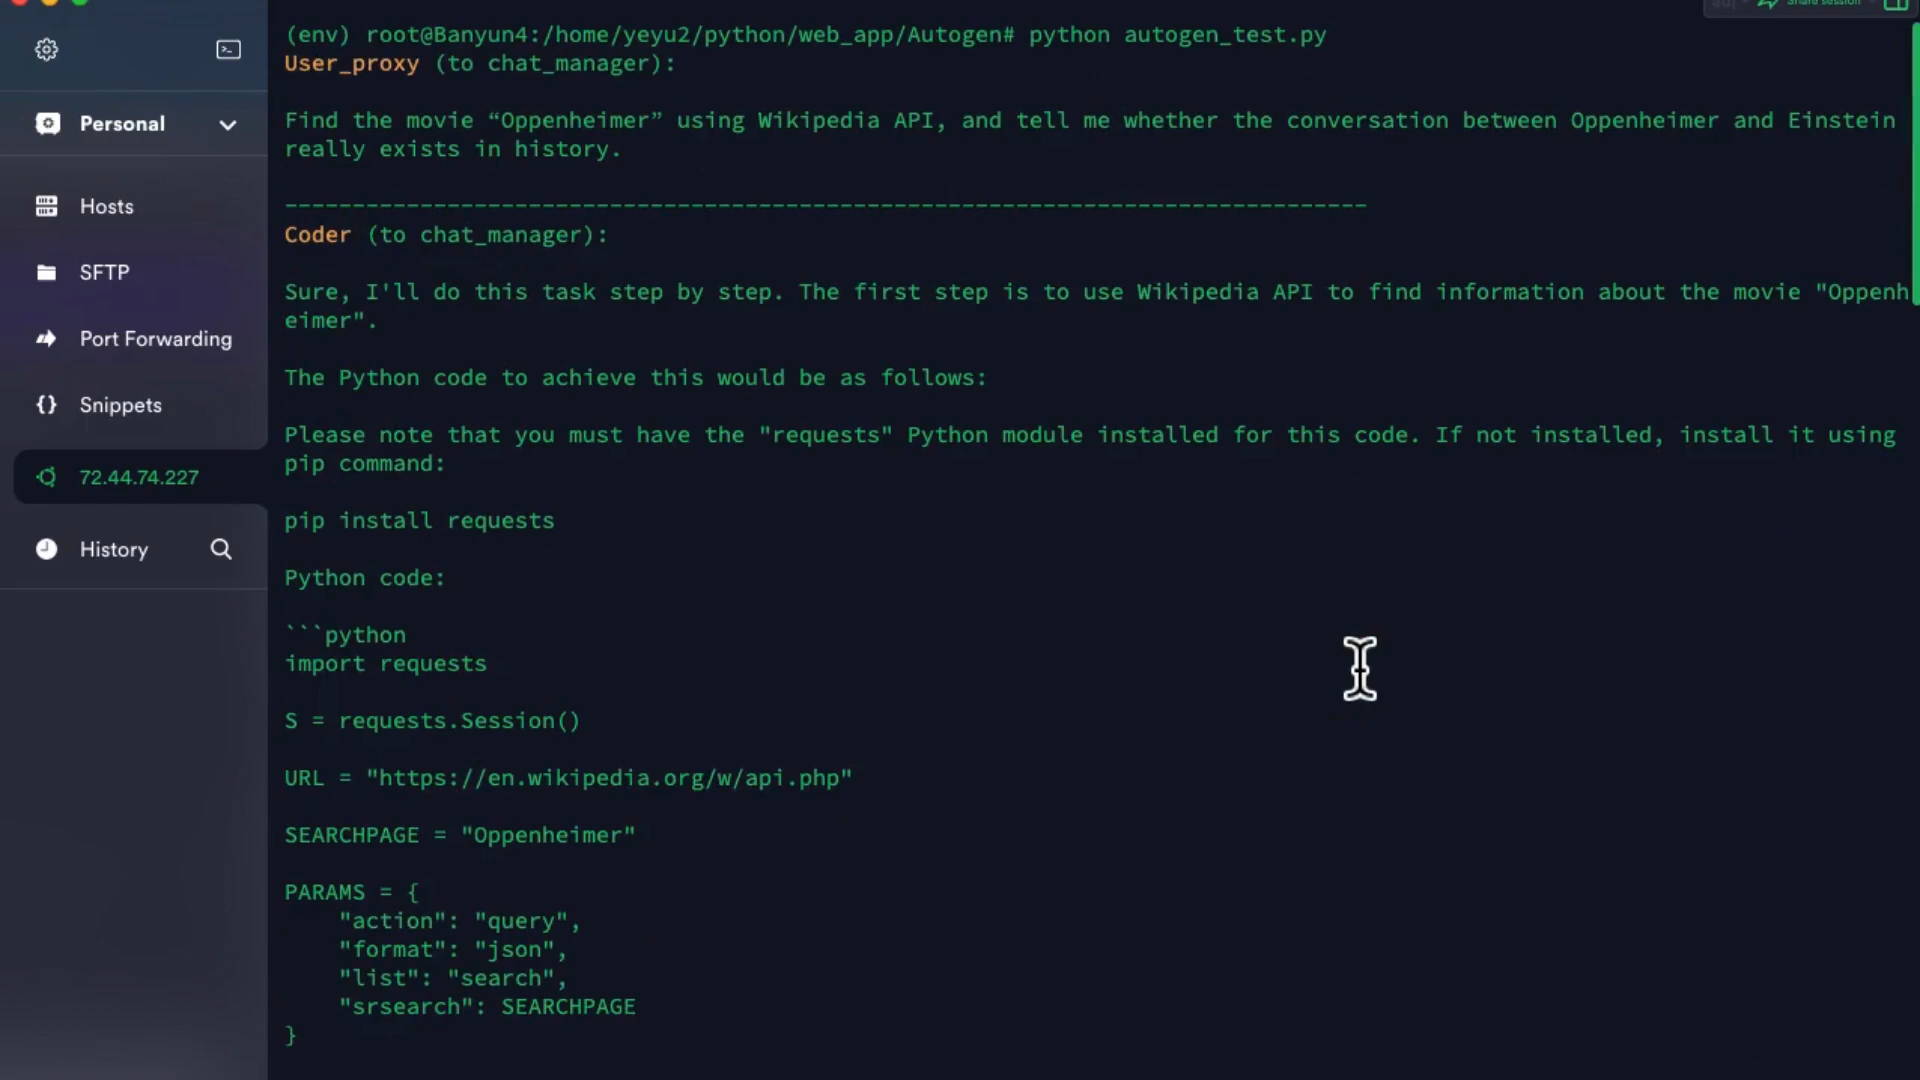 Share session
(env) root@Banyun4:/home/yeyu2/python/web_app/Autogen# python autogen_test.py
User_proxy (to chat_manager):
Personal
Find the movie “Oppenheimer” using Wikipedia API, and tell me whether the conversation between Oppenheimer and Einstein
really exists in history.
--------------------------------------------------------------------------------
Hosts
Coder (to chat_manager):
SFTP
Sure, I'll do this task step by step. The first step is to use Wikipedia API to find information about the movie "Oppenh
eimer".
Port Forwarding
The Python code to achieve this would be as follows:
Snippets
Please note that you must have the "requests" Python module installed for this code. If not installed, install it using
pip command:
72.44.74.227
pip install requests
History
Python code:
```python
import requests
S = requests.Session()
URL = "https://en.wikipedia.org/w/api.php"
SEARCHPAGE = "Oppenheimer"
PARAMS = {
"action": "query",
"format": "json",
"list": "search",
"srsearch": SEARCHPAGE
}